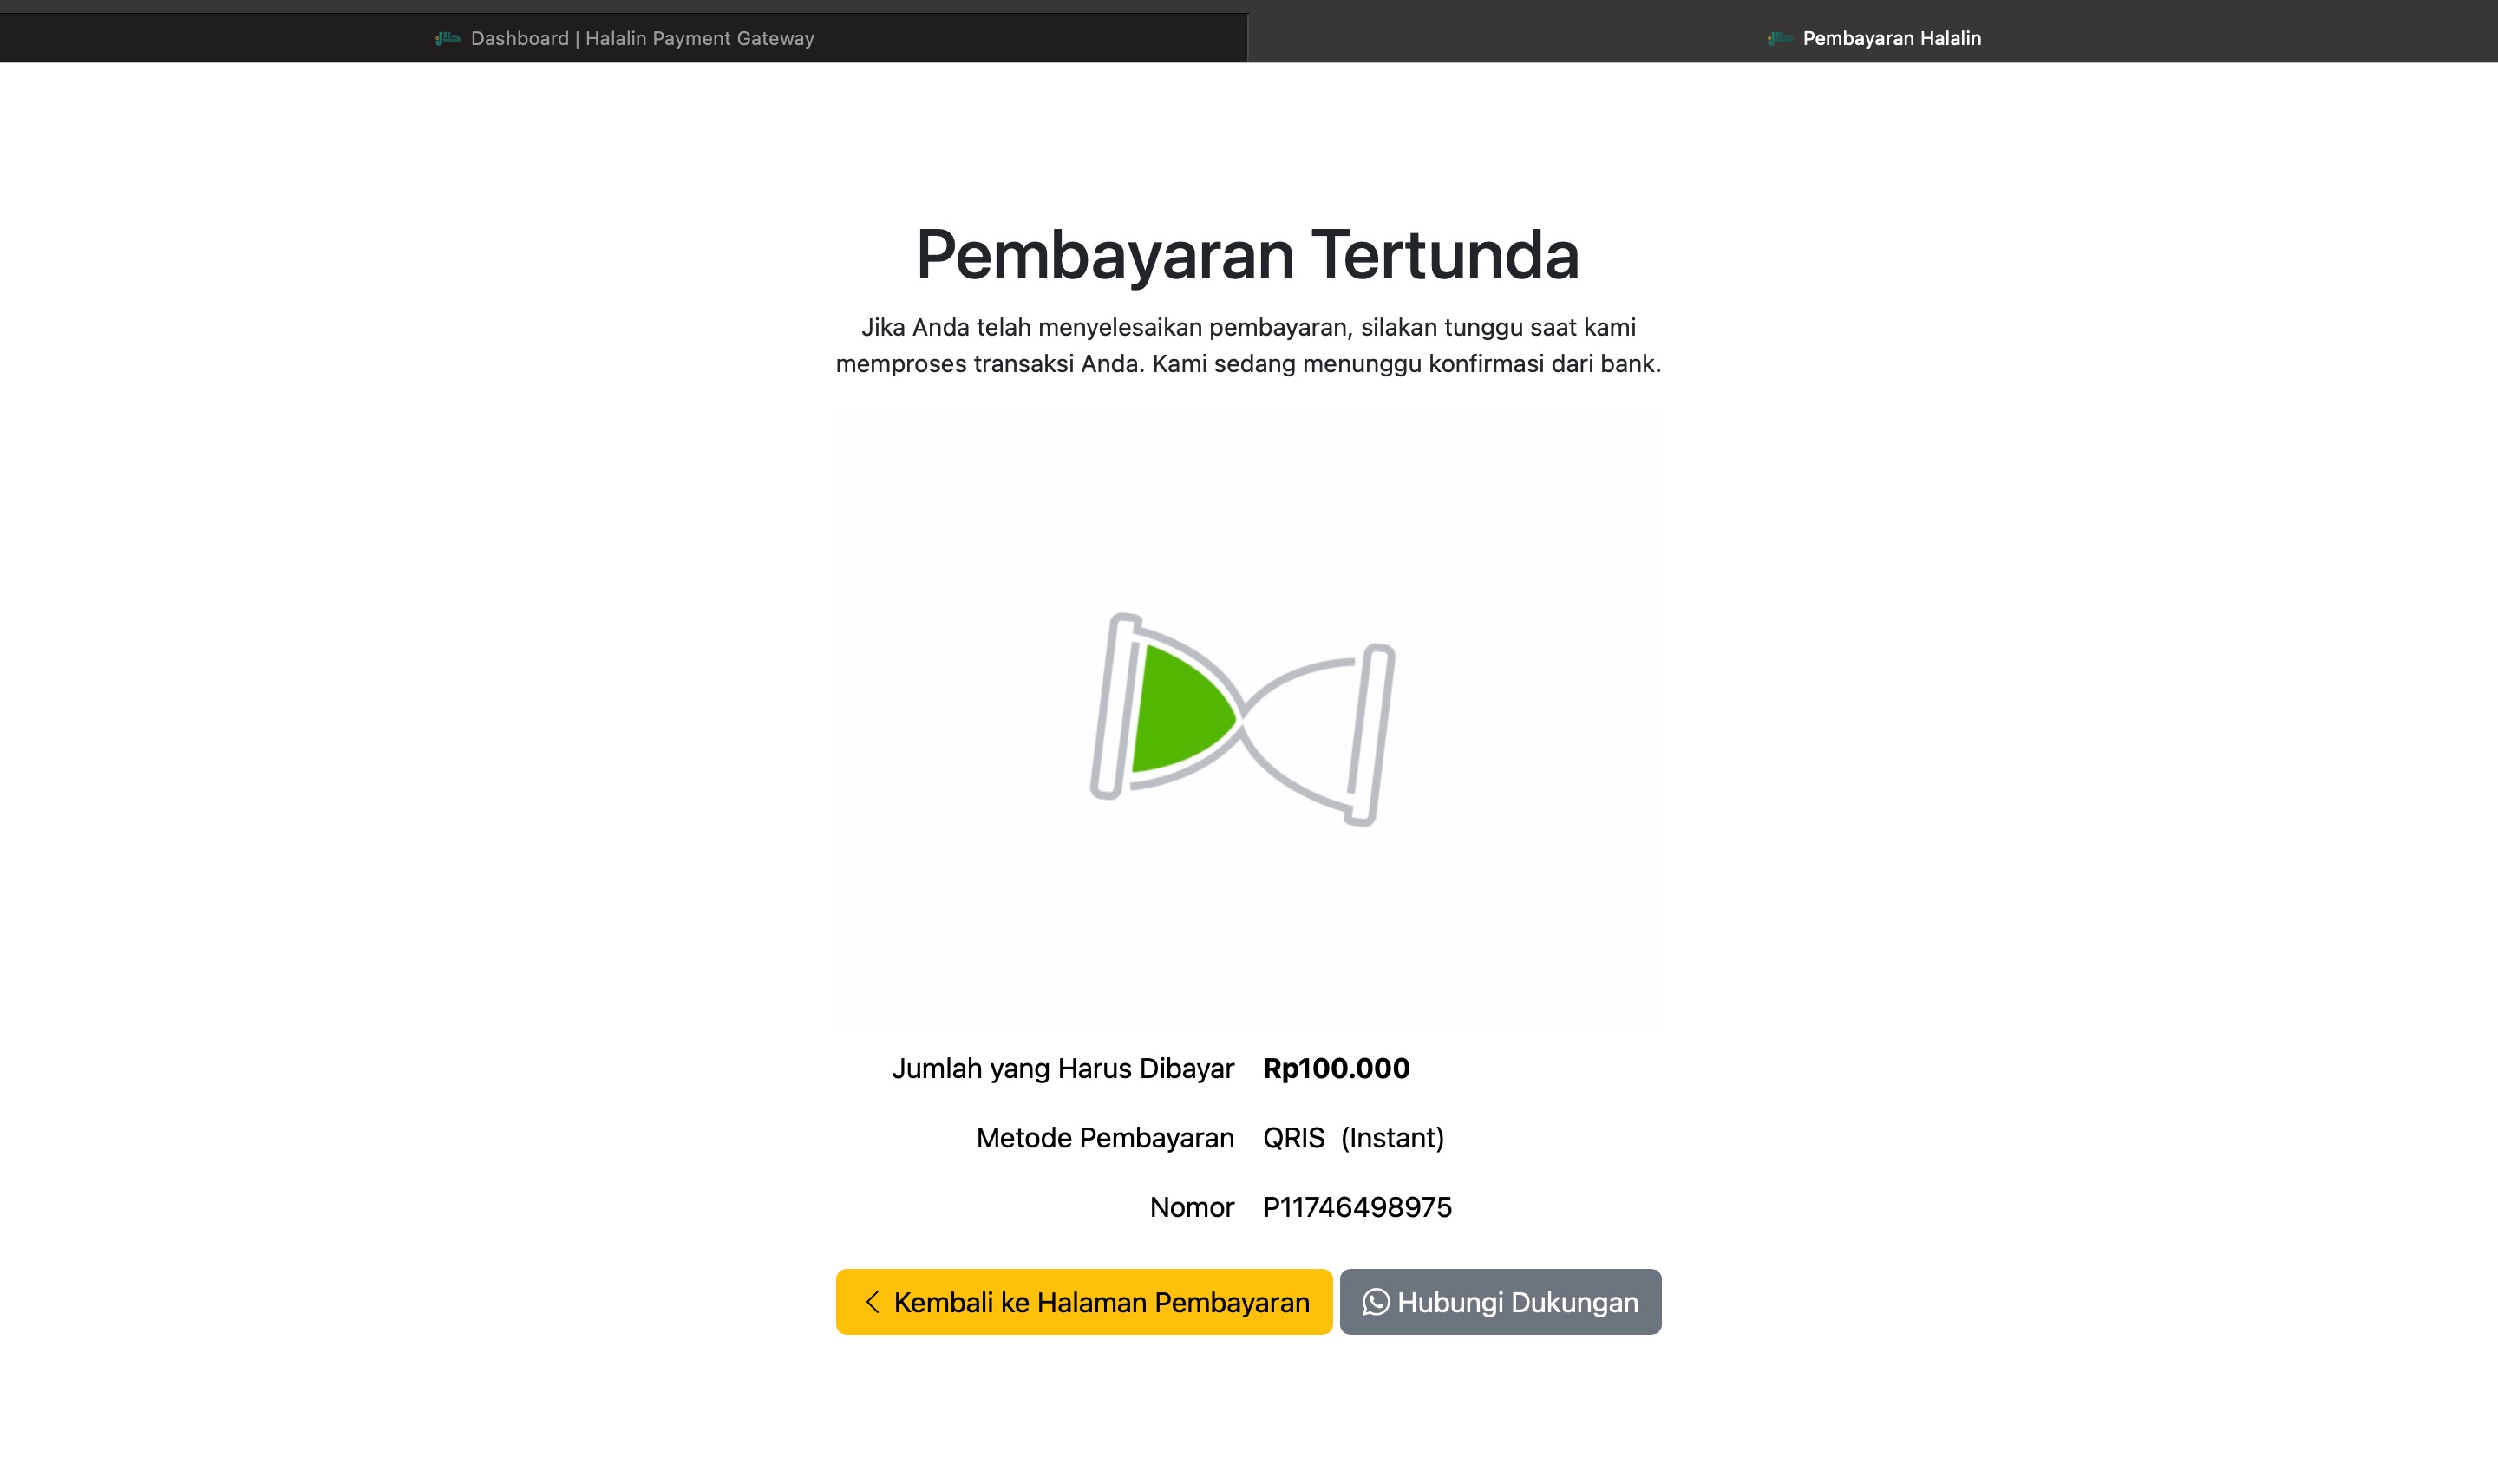 Dashboard | Halalin Payment Gateway
Pembayaran Halalin
Pembayaran Tertunda
Jika Anda telah menyelesaikan pembayaran, silakan tunggu saat kami
memproses transaksi Anda. Kami sedang menunggu konfirmasi dari bank.
Jumlah yang Harus Dibayar Rp100.000
Metode Pembayaran QRIS (Instant)
Nomor P11746498975
Kembali ke Halaman Pembayaran
Hubungi Dukungan